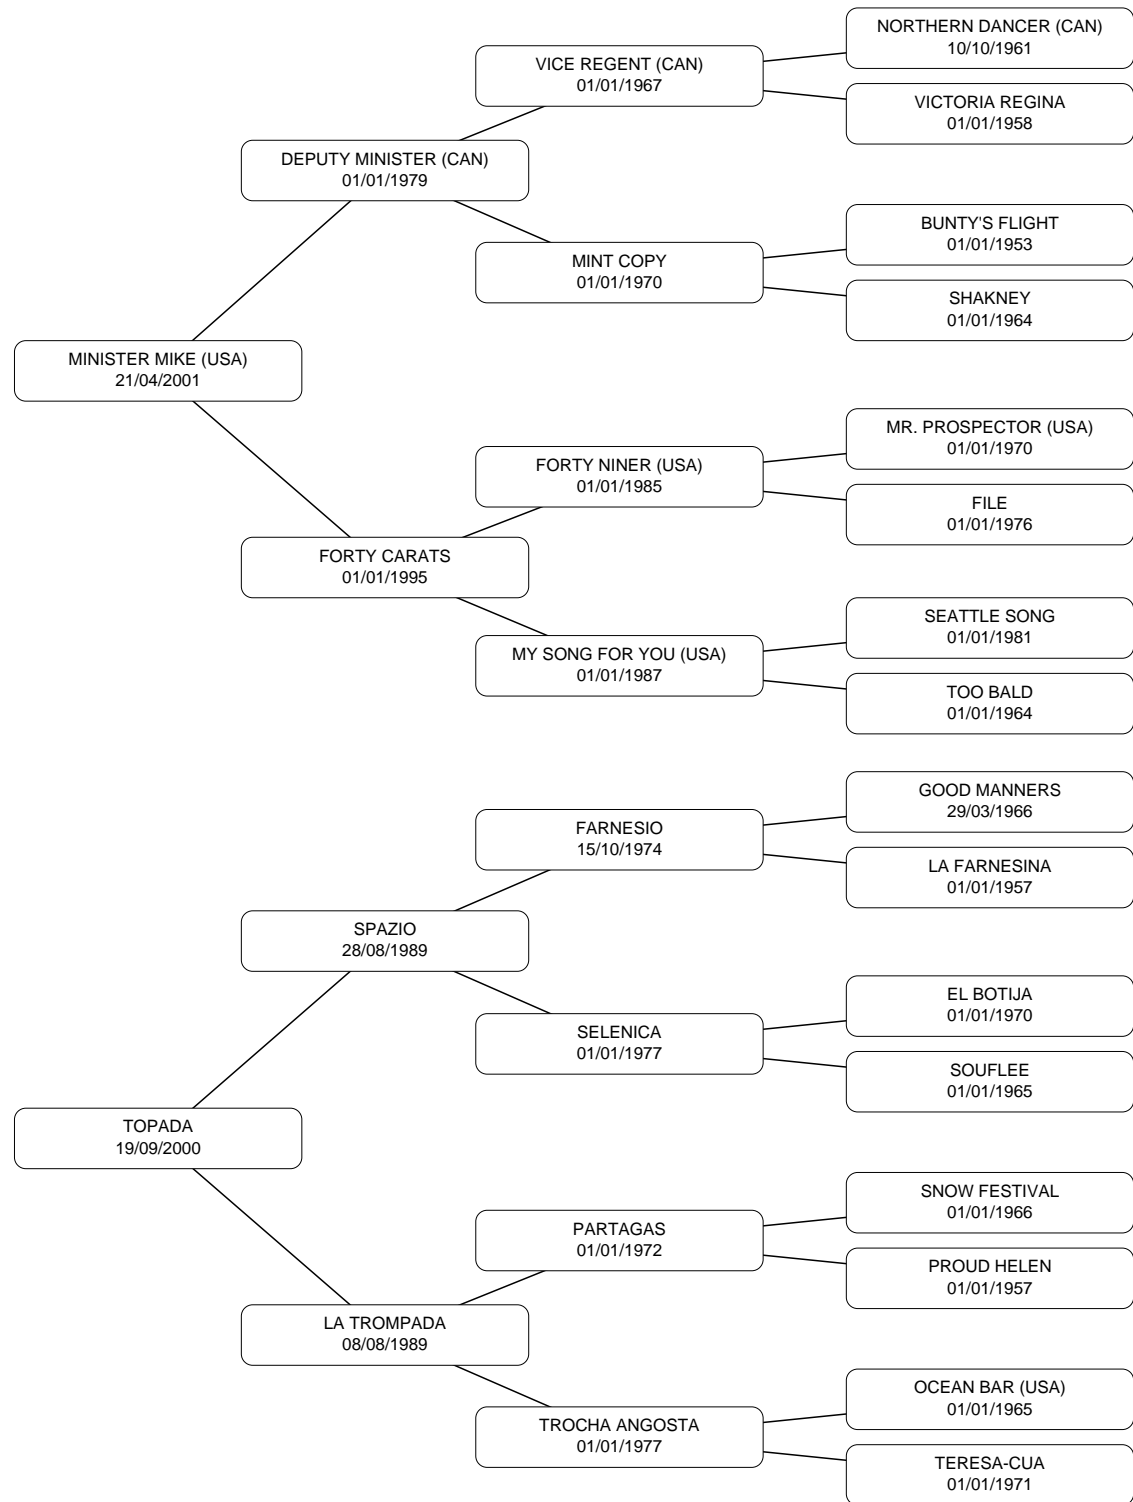 NORTHERN DANCER (CAN)
10/10/1961
VICE REGENT (CAN)
01/01/1967
VICTORIA REGINA
01/01/1958
DEPUTY MINISTER (CAN)
01/01/1979
BUNTY'S FLIGHT
01/01/1953
MINT COPY
01/01/1970
SHAKNEY
01/01/1964
MINISTER MIKE (USA)
21/04/2001
MR. PROSPECTOR (USA)
01/01/1970
FORTY NINER (USA)
01/01/1985
FILE
01/01/1976
FORTY CARATS
01/01/1995
SEATTLE SONG
01/01/1981
MY SONG FOR YOU (USA)
01/01/1987
TOO BALD
01/01/1964
GOOD MANNERS
29/03/1966
FARNESIO
15/10/1974
LA FARNESINA
01/01/1957
SPAZIO
28/08/1989
EL BOTIJA
01/01/1970
SELENICA
01/01/1977
SOUFLEE
01/01/1965
TOPADA
19/09/2000
SNOW FESTIVAL
01/01/1966
PARTAGAS
01/01/1972
PROUD HELEN
01/01/1957
LA TROMPADA
08/08/1989
OCEAN BAR (USA)
01/01/1965
TROCHA ANGOSTA
01/01/1977
TERESA-CUA
01/01/1971